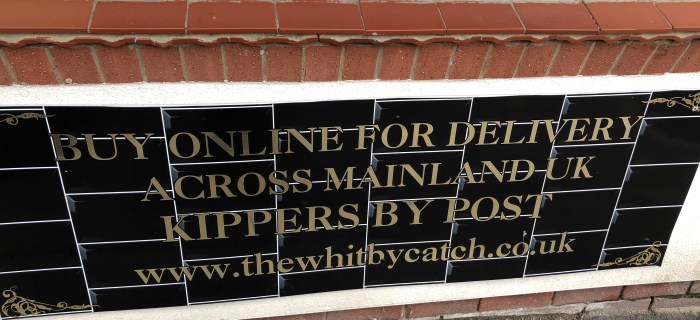 BUY ONLINE FOR DELIVERY
ACROSS MAINLAND UK
KIPPERS BY POST
www.thewhitbycatch.co.uk